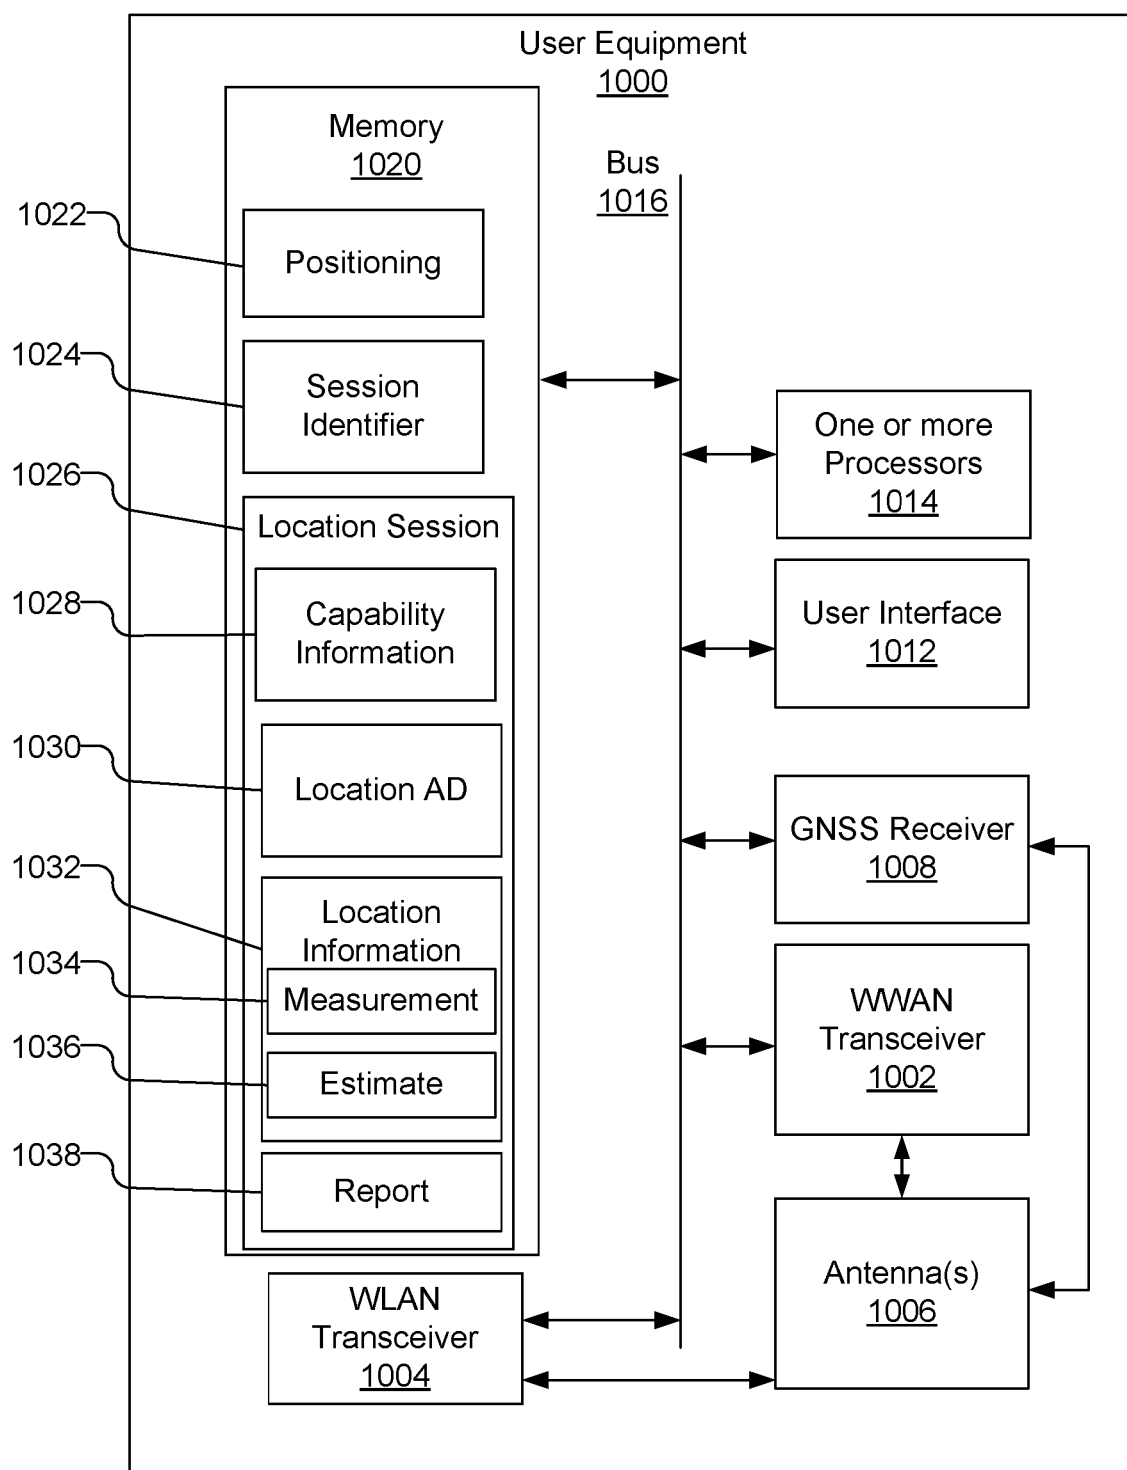 User Equipment
1000
Memory
1020
Bus
1016
1022
Positioning
1024
Session
Identifier
1026
Location Session
1028
Capability
Information
1030
Location AD
1032
Location
Information
1034
Measurement
1036
Estimate
1038
Report
One or more
Processors
1014
User Interface
1012
GNSS Receiver
1008
WWAN
Transceiver
1002
Antenna(s)
1006
WLAN
Transceiver
1004